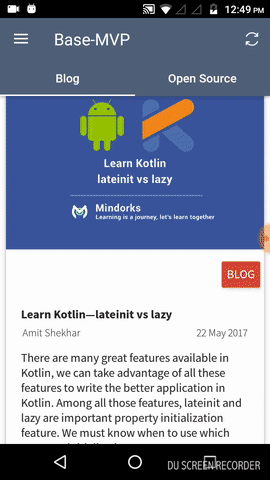 12:49 PM
Base-MVP
Blog
Open Source
Learn Kotlin
lateinit vs lazy
Mindorks
Learning is a journey, let's learn together
BLOG
Learn Kotlin—lateinit vs lazy
Amit Shekhar
22 May 2017
There are many great features available in
Kotlin, we can take advantage of all these
features to write the better application in
Kotlin. Among all those features, lateinit and
lazy are important property initialization
feature. We must know when to use which
DU SCREEN RECORDER